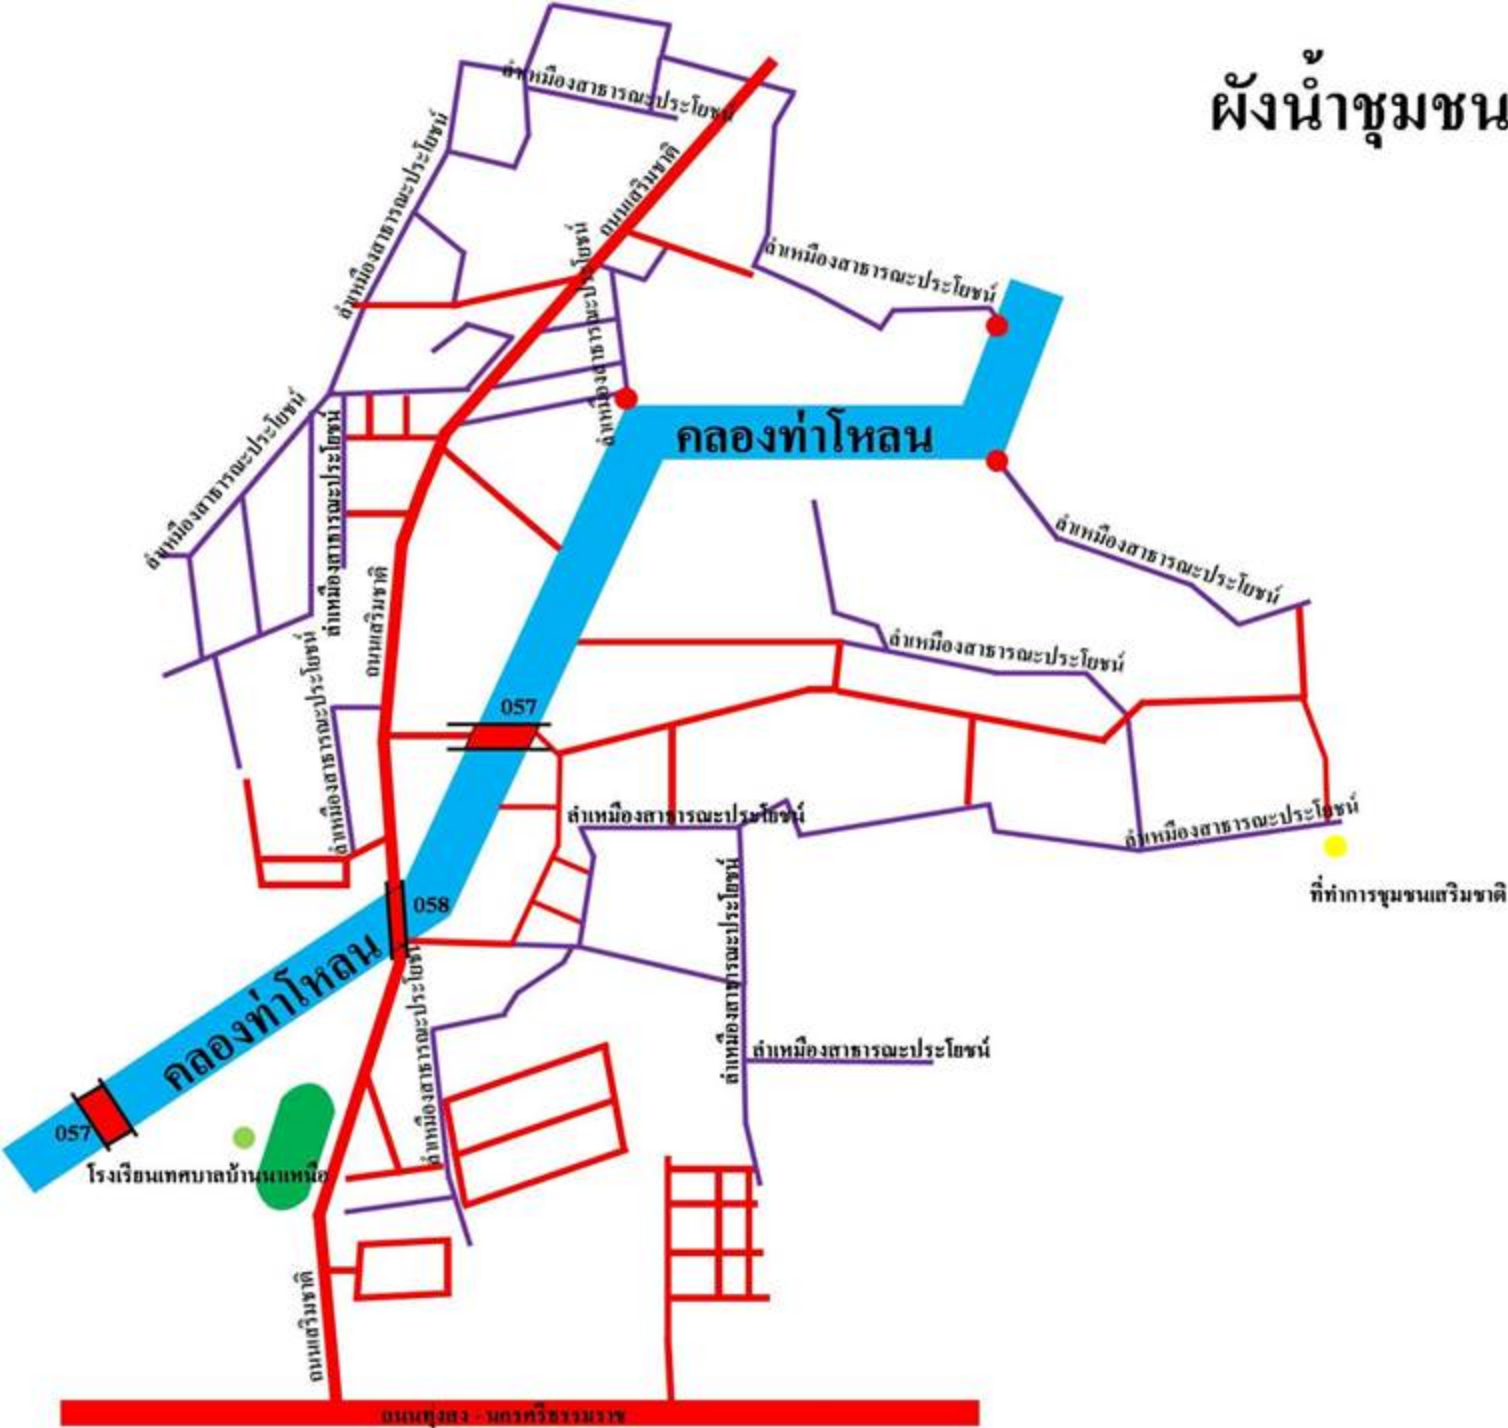 ผังน้ำชุมชน
ลำเหมืองสาธารณะประโยชน์
ลำเหมืองสาธารณะประโยชน์
ถนนเสริมชาติ
ลำเหมืองสาธารณะประโยชน์
ลำเหมืองสาธารณะประโยชน์
ลำเหมืองสาธารณะประโยชน์
ลำเหมืองสาธารณะประโยชน์
คลองท่าโหลน
ลำเหมืองสาธารณะประโยชน์
ลำเหมืองสาธารณะประโยชน์
ถนนเสริมชาติ
ลำเหมืองสาธารณะประโยชน์
ลำเหมืองสาธารณะประโยชน์
057
ลำเหมืองสาธารณะประโยชน์
ลำเหมืองสาธารณะประโยชน์
ที่ทำการชุมชนเสริมชาติ
058
ลำเหมืองสาธารณะประโยชน์
คลองท่าโหลน
ลำเหมืองสาธารณะประโยชน์
ลำเหมืองสาธารณะประโยชน์
057
โรงเรียนเทศบาลบ้านนาเหนือ
ถนนเสริมชาติ
ถนนทุ่งสง - นครศรีธรรมราช